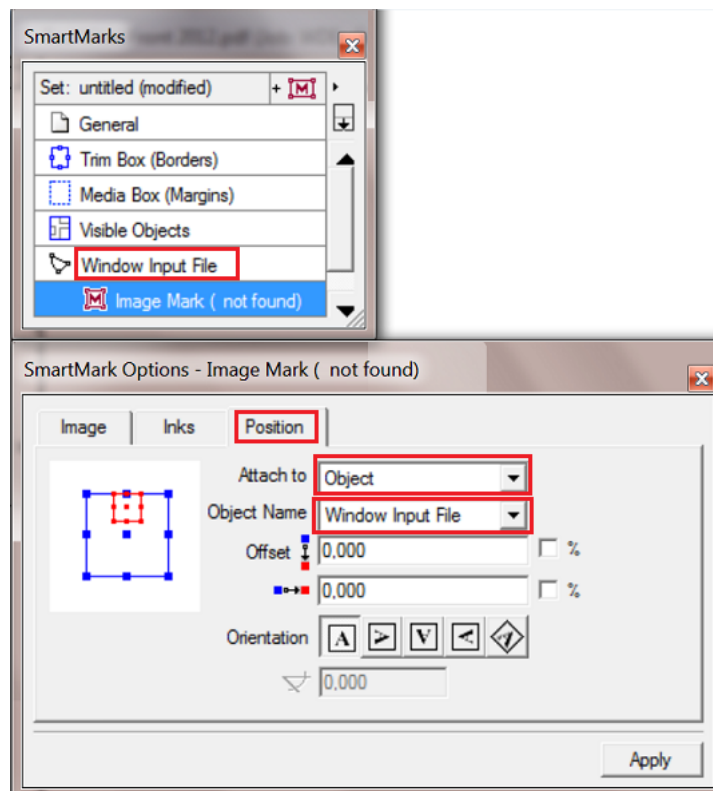 SmartMarks
Set: untitled (modified)
General
Trim Box (Borders)
Media Box (Margins)
Visible Objects
Window Input File
Image Mark ( not found)
SmartMark Options - Image Mark ( not found)
Image Inks Position
Attach to Object
Object Name Window Input File
Offset 0,000 %
0,000 %
Orientation A A A A A
0,000
Apply